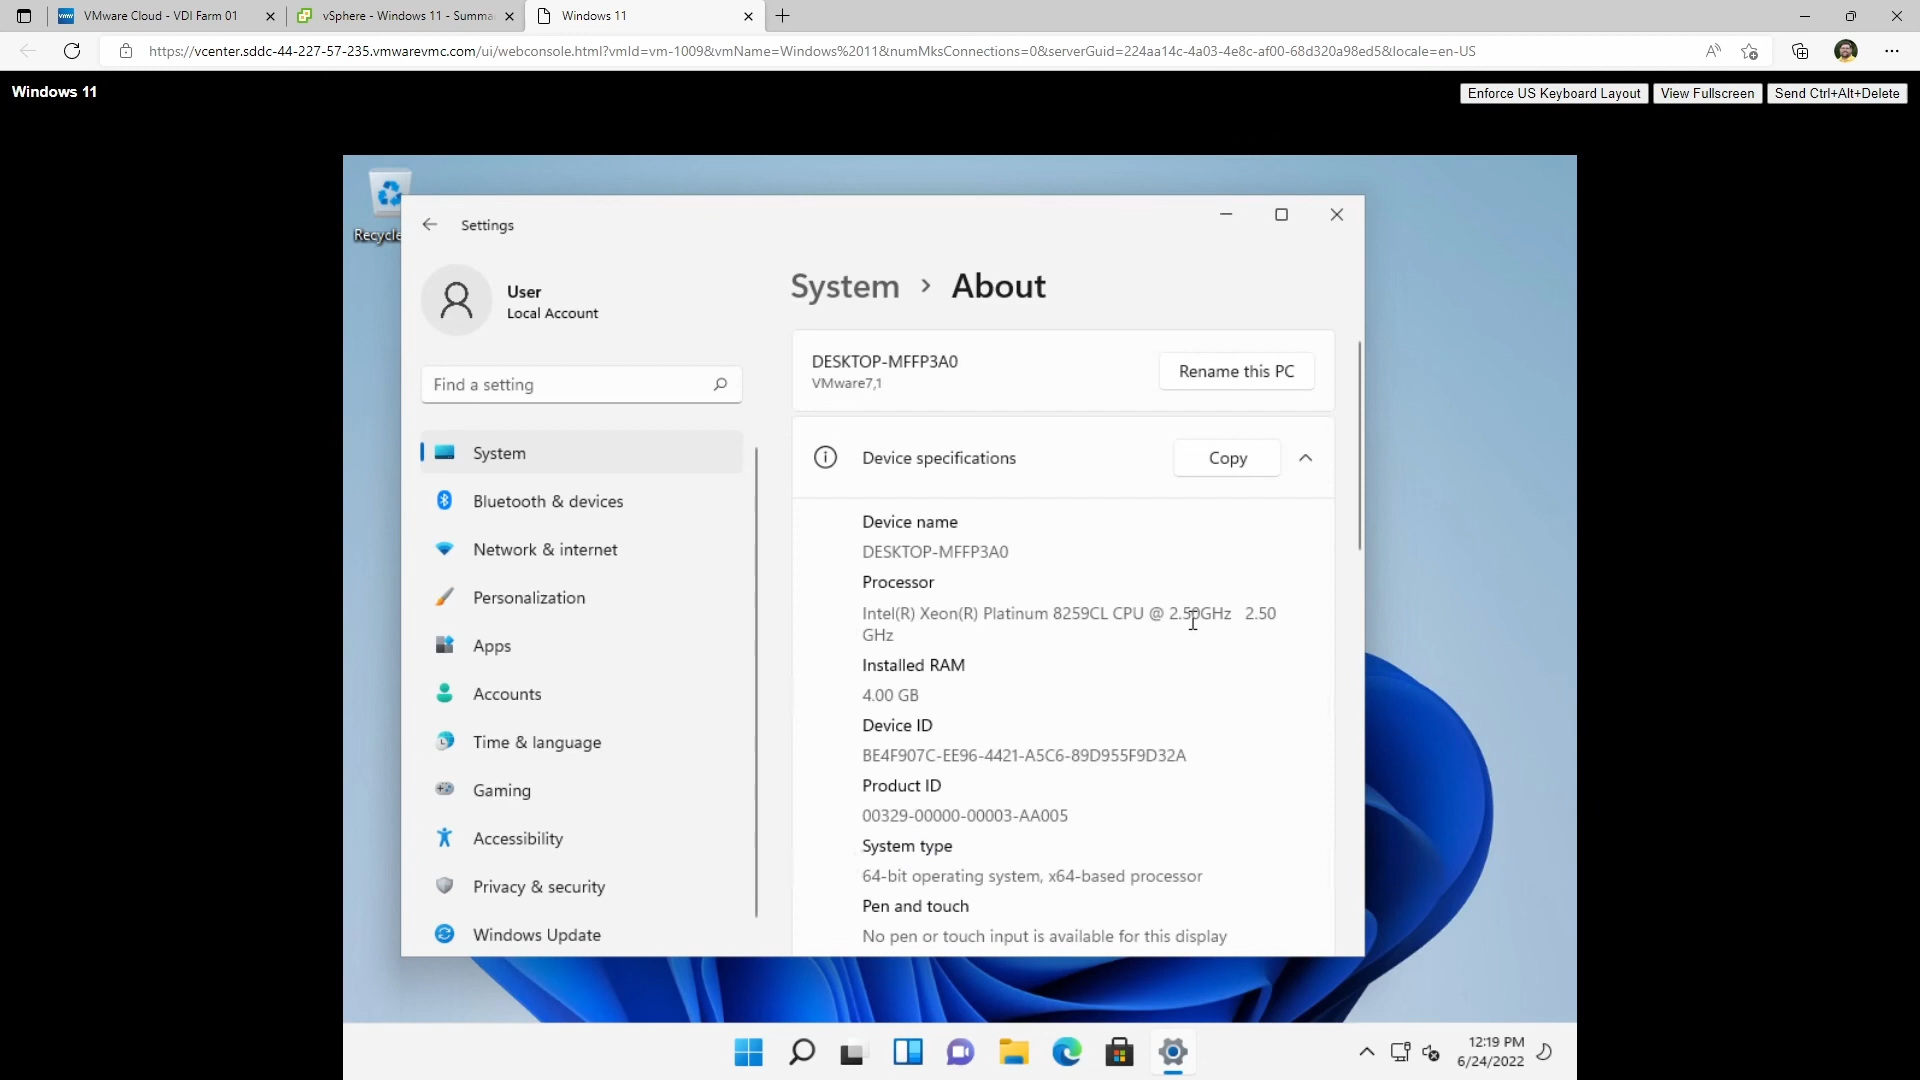 VMware Cloud - VDI Farm 01
vSphere - Windows 11 - Summa
Windows 11
https://vcenter.sddc-44-227-57-235.vmwarevmc.com/ui/webconsole.html?vmId=vm-1009&vmName=Windows%2011&numMksConnections=0&serverGuid=224aa14c-4a03-4e8c-af00-68d320a98ed5&locale=en-US
Windows 11
Enforce US Keyboard Layout
View Fullscreen
Send Ctrl+Alt+Delete
Recycle
Settings
User
Local Account
Find a setting
System
Bluetooth & devices
Network & internet
Personalization
Apps
Accounts
Time & language
Gaming
Accessibility
Privacy & security
Windows Update
System › About
DESKTOP-MFFP3A0
VMware7,1
Rename this PC
Device specifications
Copy
Device name
DESKTOP-MFFP3A0
Processor
Intel(R) Xeon(R) Platinum 8259CL CPU @ 2.50GHz 2.50
GHz
Installed RAM
4.00 GB
Device ID
BE4F907C-EE96-4421-A5C6-89D955F9D32A
Product ID
00329-00000-00003-AA005
System type
64-bit operating system, x64-based processor
Pen and touch
No pen or touch input is available for this display
12:19 PM
6/24/2022